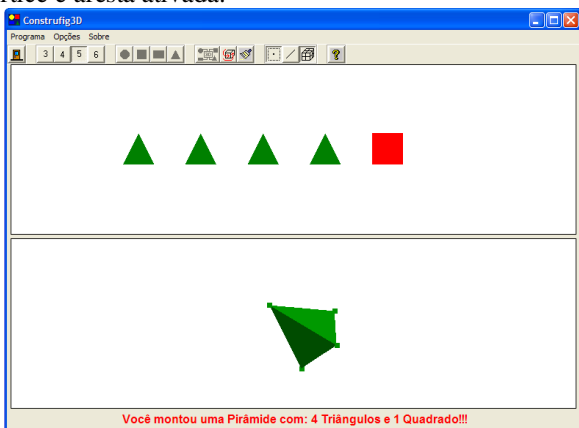 Construfig3D
Programa Opções Sobre
3 4 5 6 ?
Você montou uma Pirâmide com: 4 Triângulos e 1 Quadrado!!!